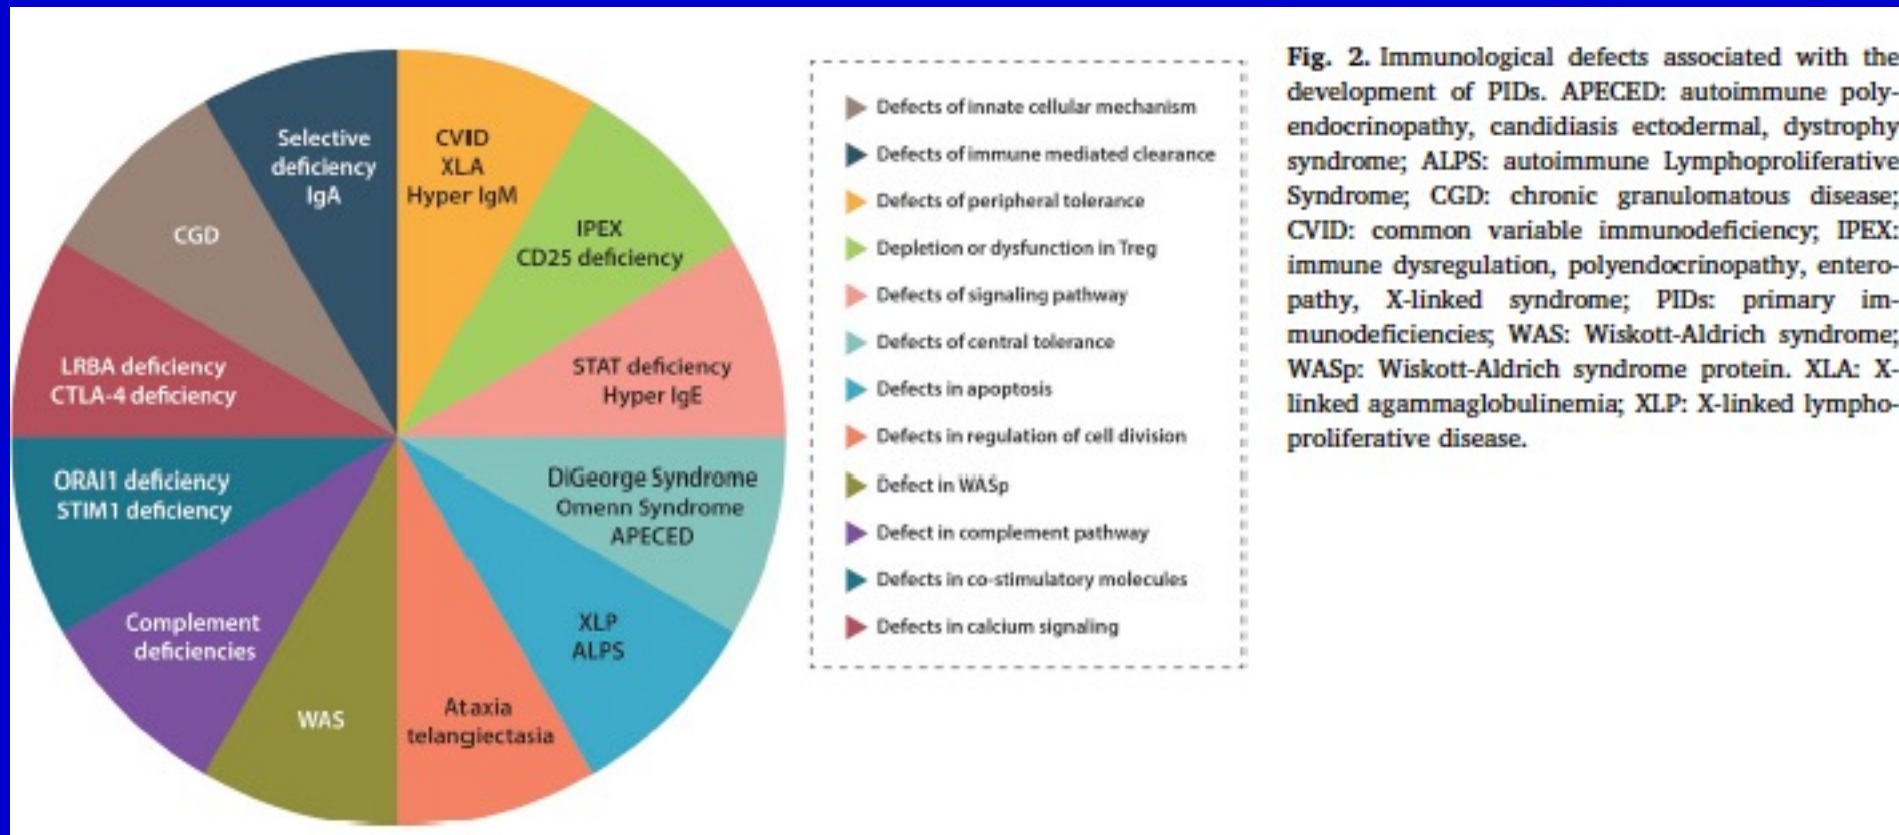 Selective
deficiency
IgA
CVID
XLA
Hyper IgM
IPEX
CD25 deficiency
STAT deficiency
Hyper IgE
DiGeorge Syndrome
Omenn Syndrome
APECED
XLP
ALPS
Ataxia
telangiectasia
WAS
Complement
deficiencies
ORAI1 deficiency
STIM1 deficiency
LRBA deficiency
CTLA-4 deficiency
CGD
Defects of innate cellular mechanism
Defects of immune mediated clearance
Defects of peripheral tolerance
Depletion or dysfunction in Treg
Defects of signaling pathway
Defects of central tolerance
Defects in apoptosis
Defects in regulation of cell division
Defect in WASp
Defect in complement pathway
Defects in co-stimulatory molecules
Defects in calcium signaling
Fig. 2. Immunological defects associated with the
development of PIDs. APECED: autoimmune poly-
endocrinopathy, candidiasis ectodermal, dystrophy
syndrome; ALPS: autoimmune Lymphoproliferative
Syndrome; CGD: chronic granulomatous disease;
CVID: common variable immunodeficiency; IPEX:
immune dysregulation, polyendocrinopathy, entero-
pathy, X-linked syndrome; PIDs: primary im-
munodeficiencies; WAS: Wiskott-Aldrich syndrome;
WASp: Wiskott-Aldrich syndrome protein. XLA: X-
linked agammaglobulinemia; XLP: X-linked lympho-
proliferative disease.